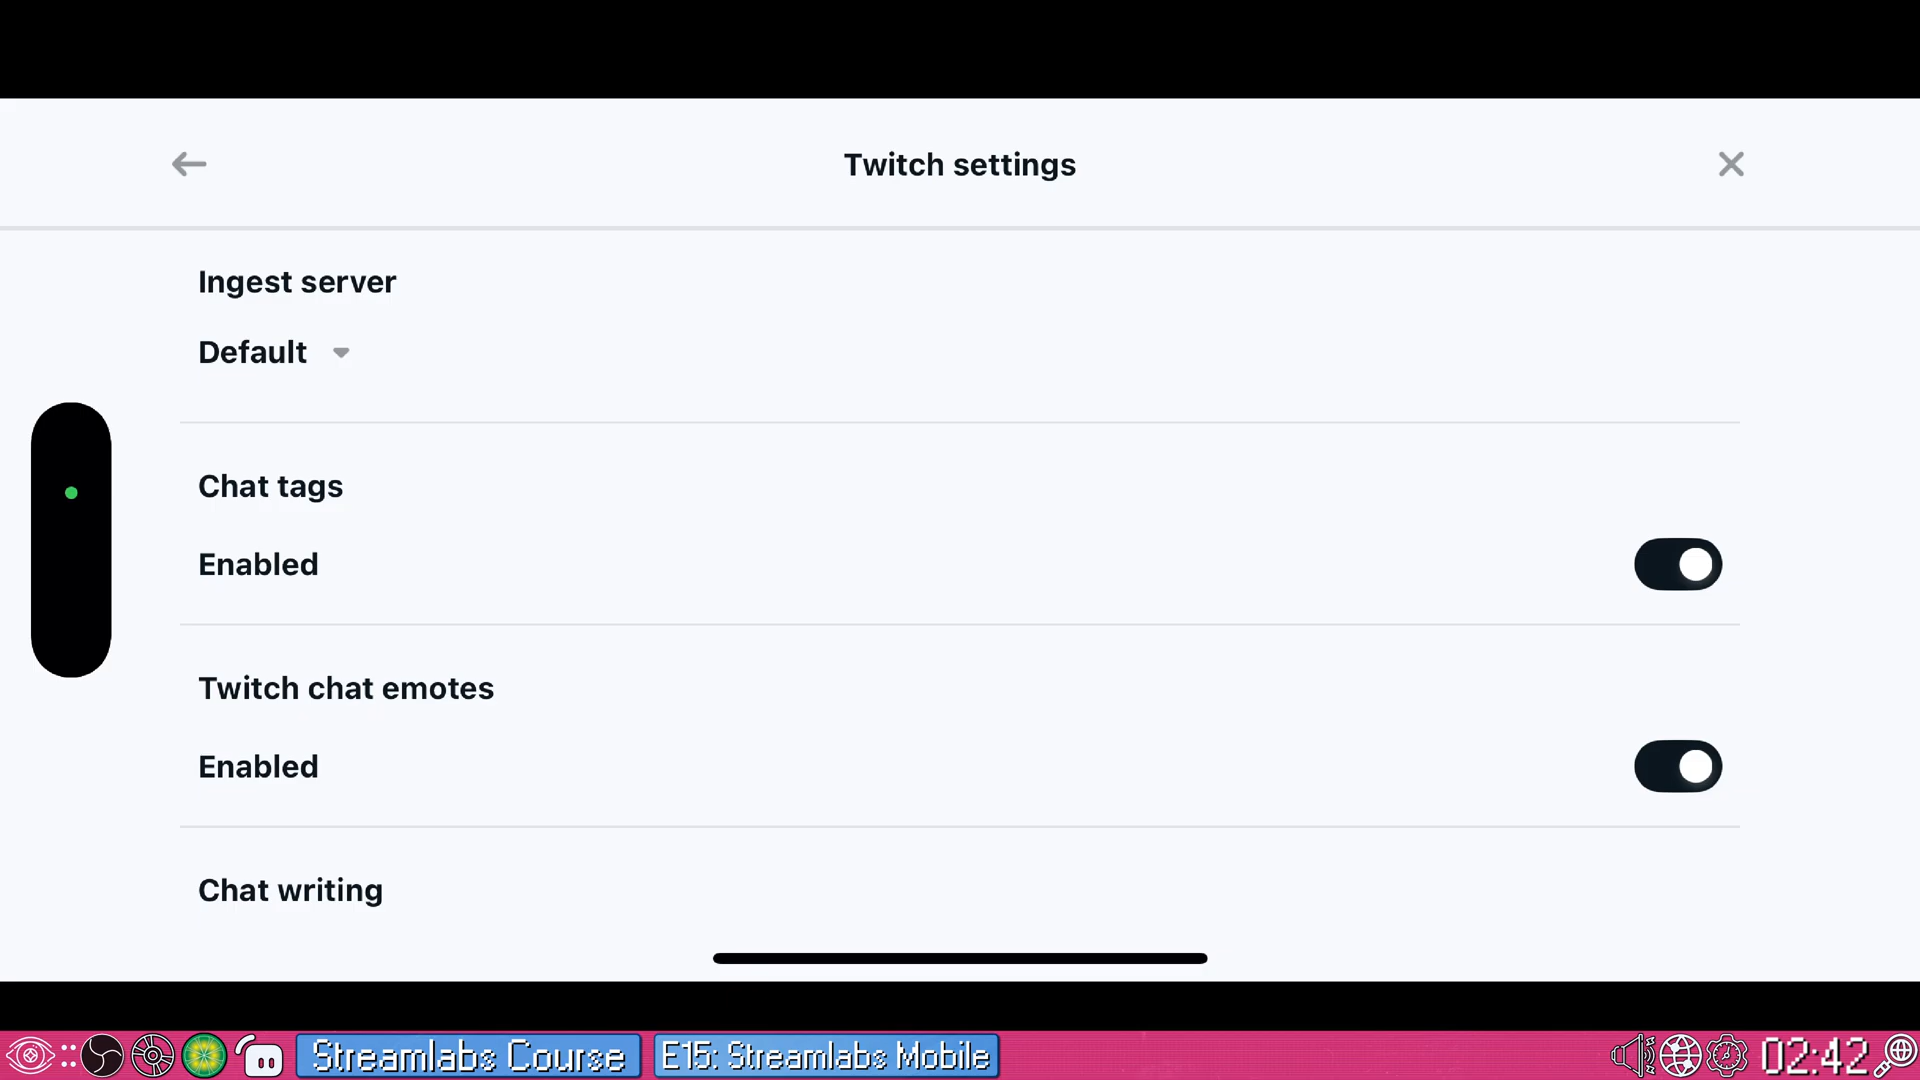 Twitch settings
Ingest server
Default
Chat tags
Enabled
Twitch chat emotes
Enabled
Chat writing
Streamlabs Course
E15: Streamlabs Mobile
02:42